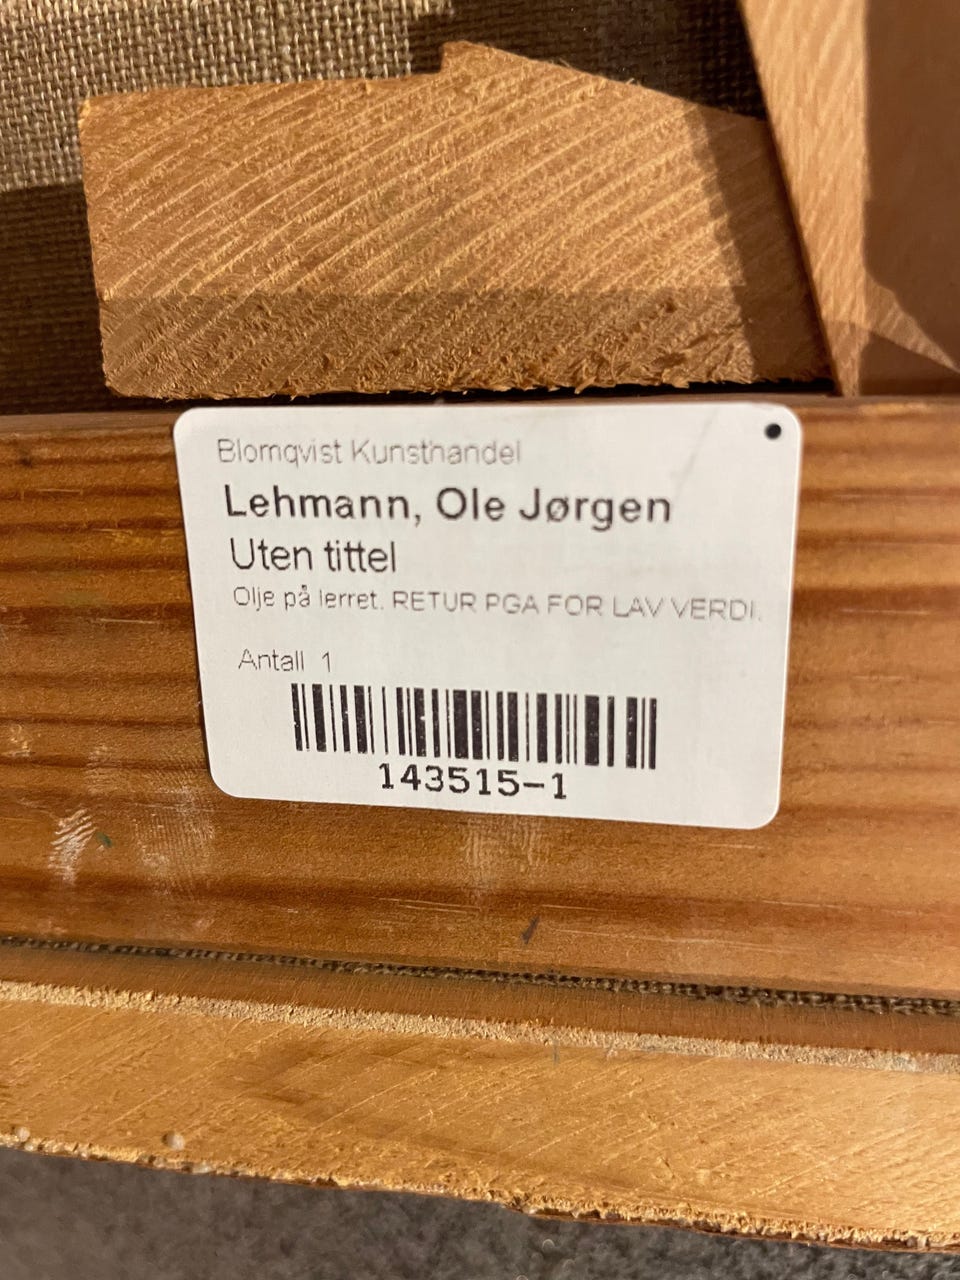 Blomqvist Kunsthandel
Lehmann, Ole Jørgen
Uten tittel
Olje på lerret. RETUR PGA FOR LAV VERDI.
Antall 1
143515-1